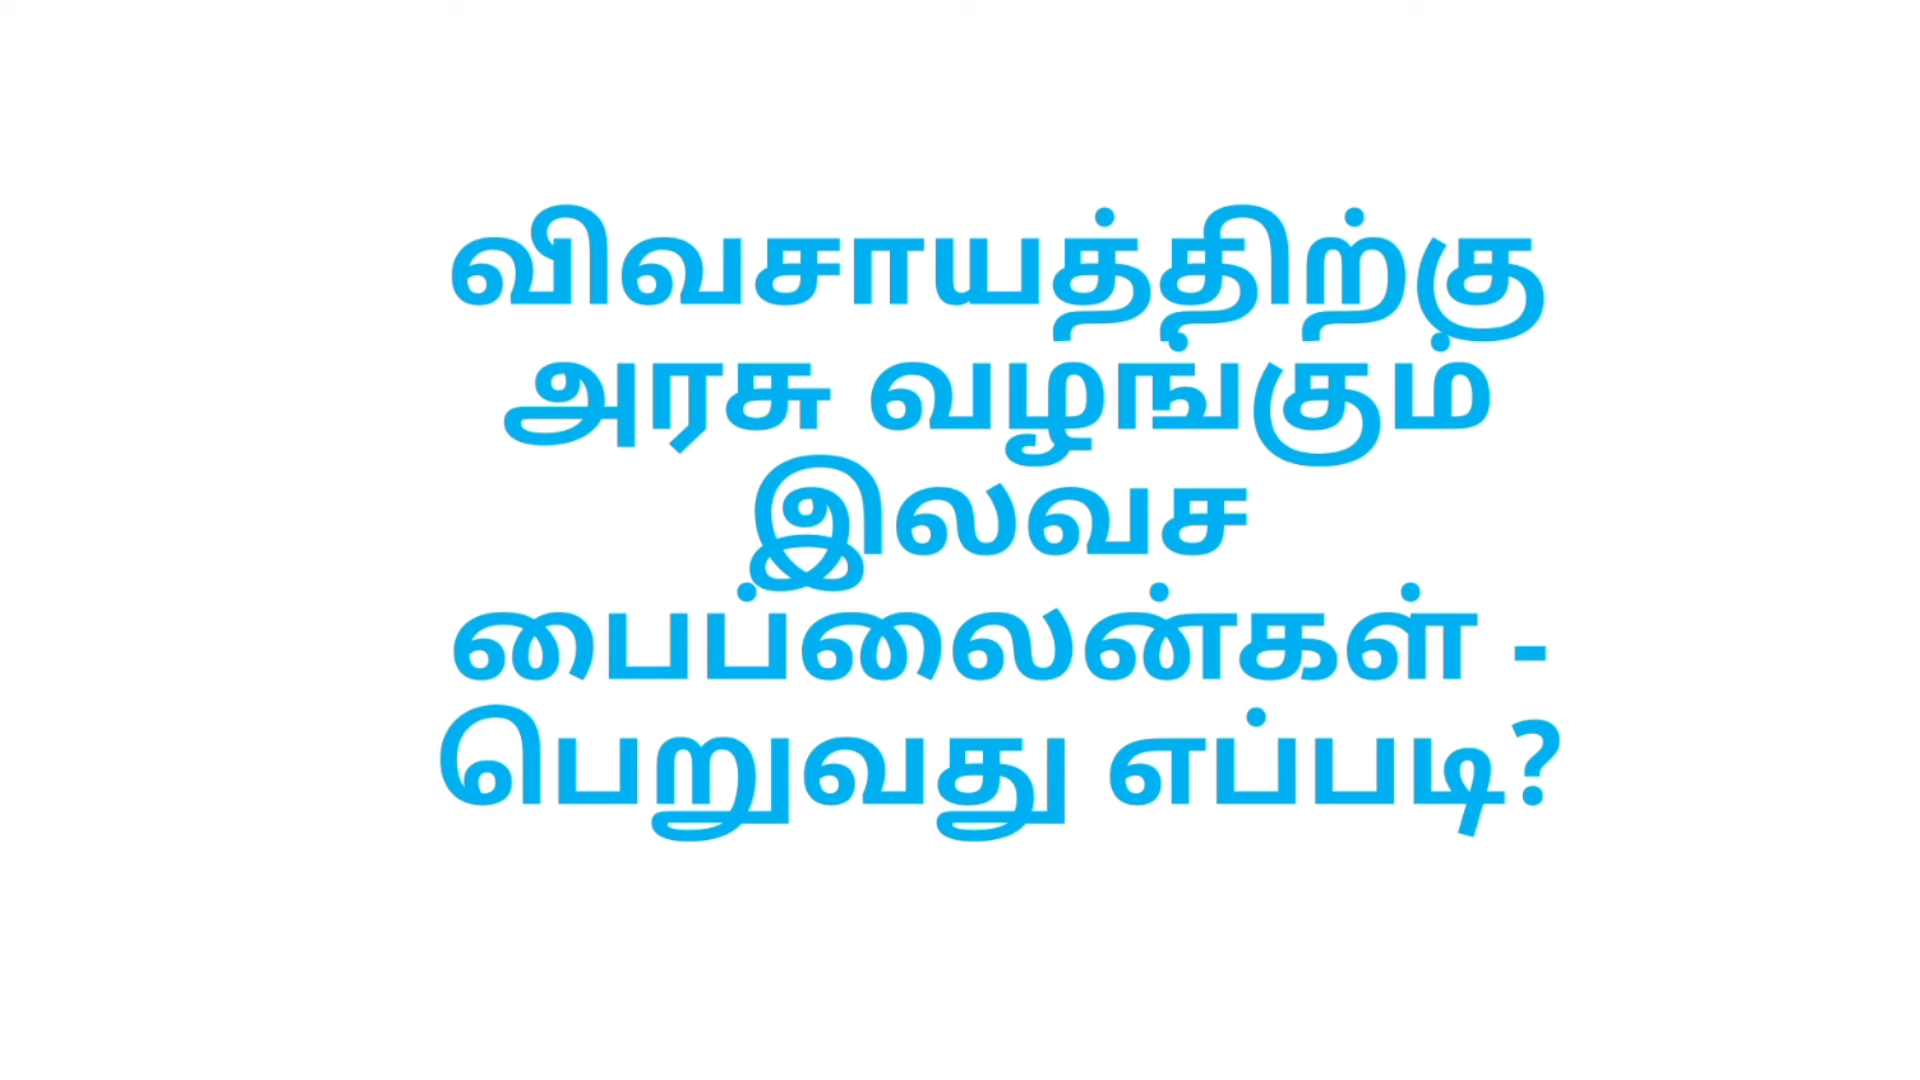 விவசாயத்திற்கு
அரசு வழங்கும்
இலவச
பைப்லைன்கள் -
பெறுவது எப்படி?